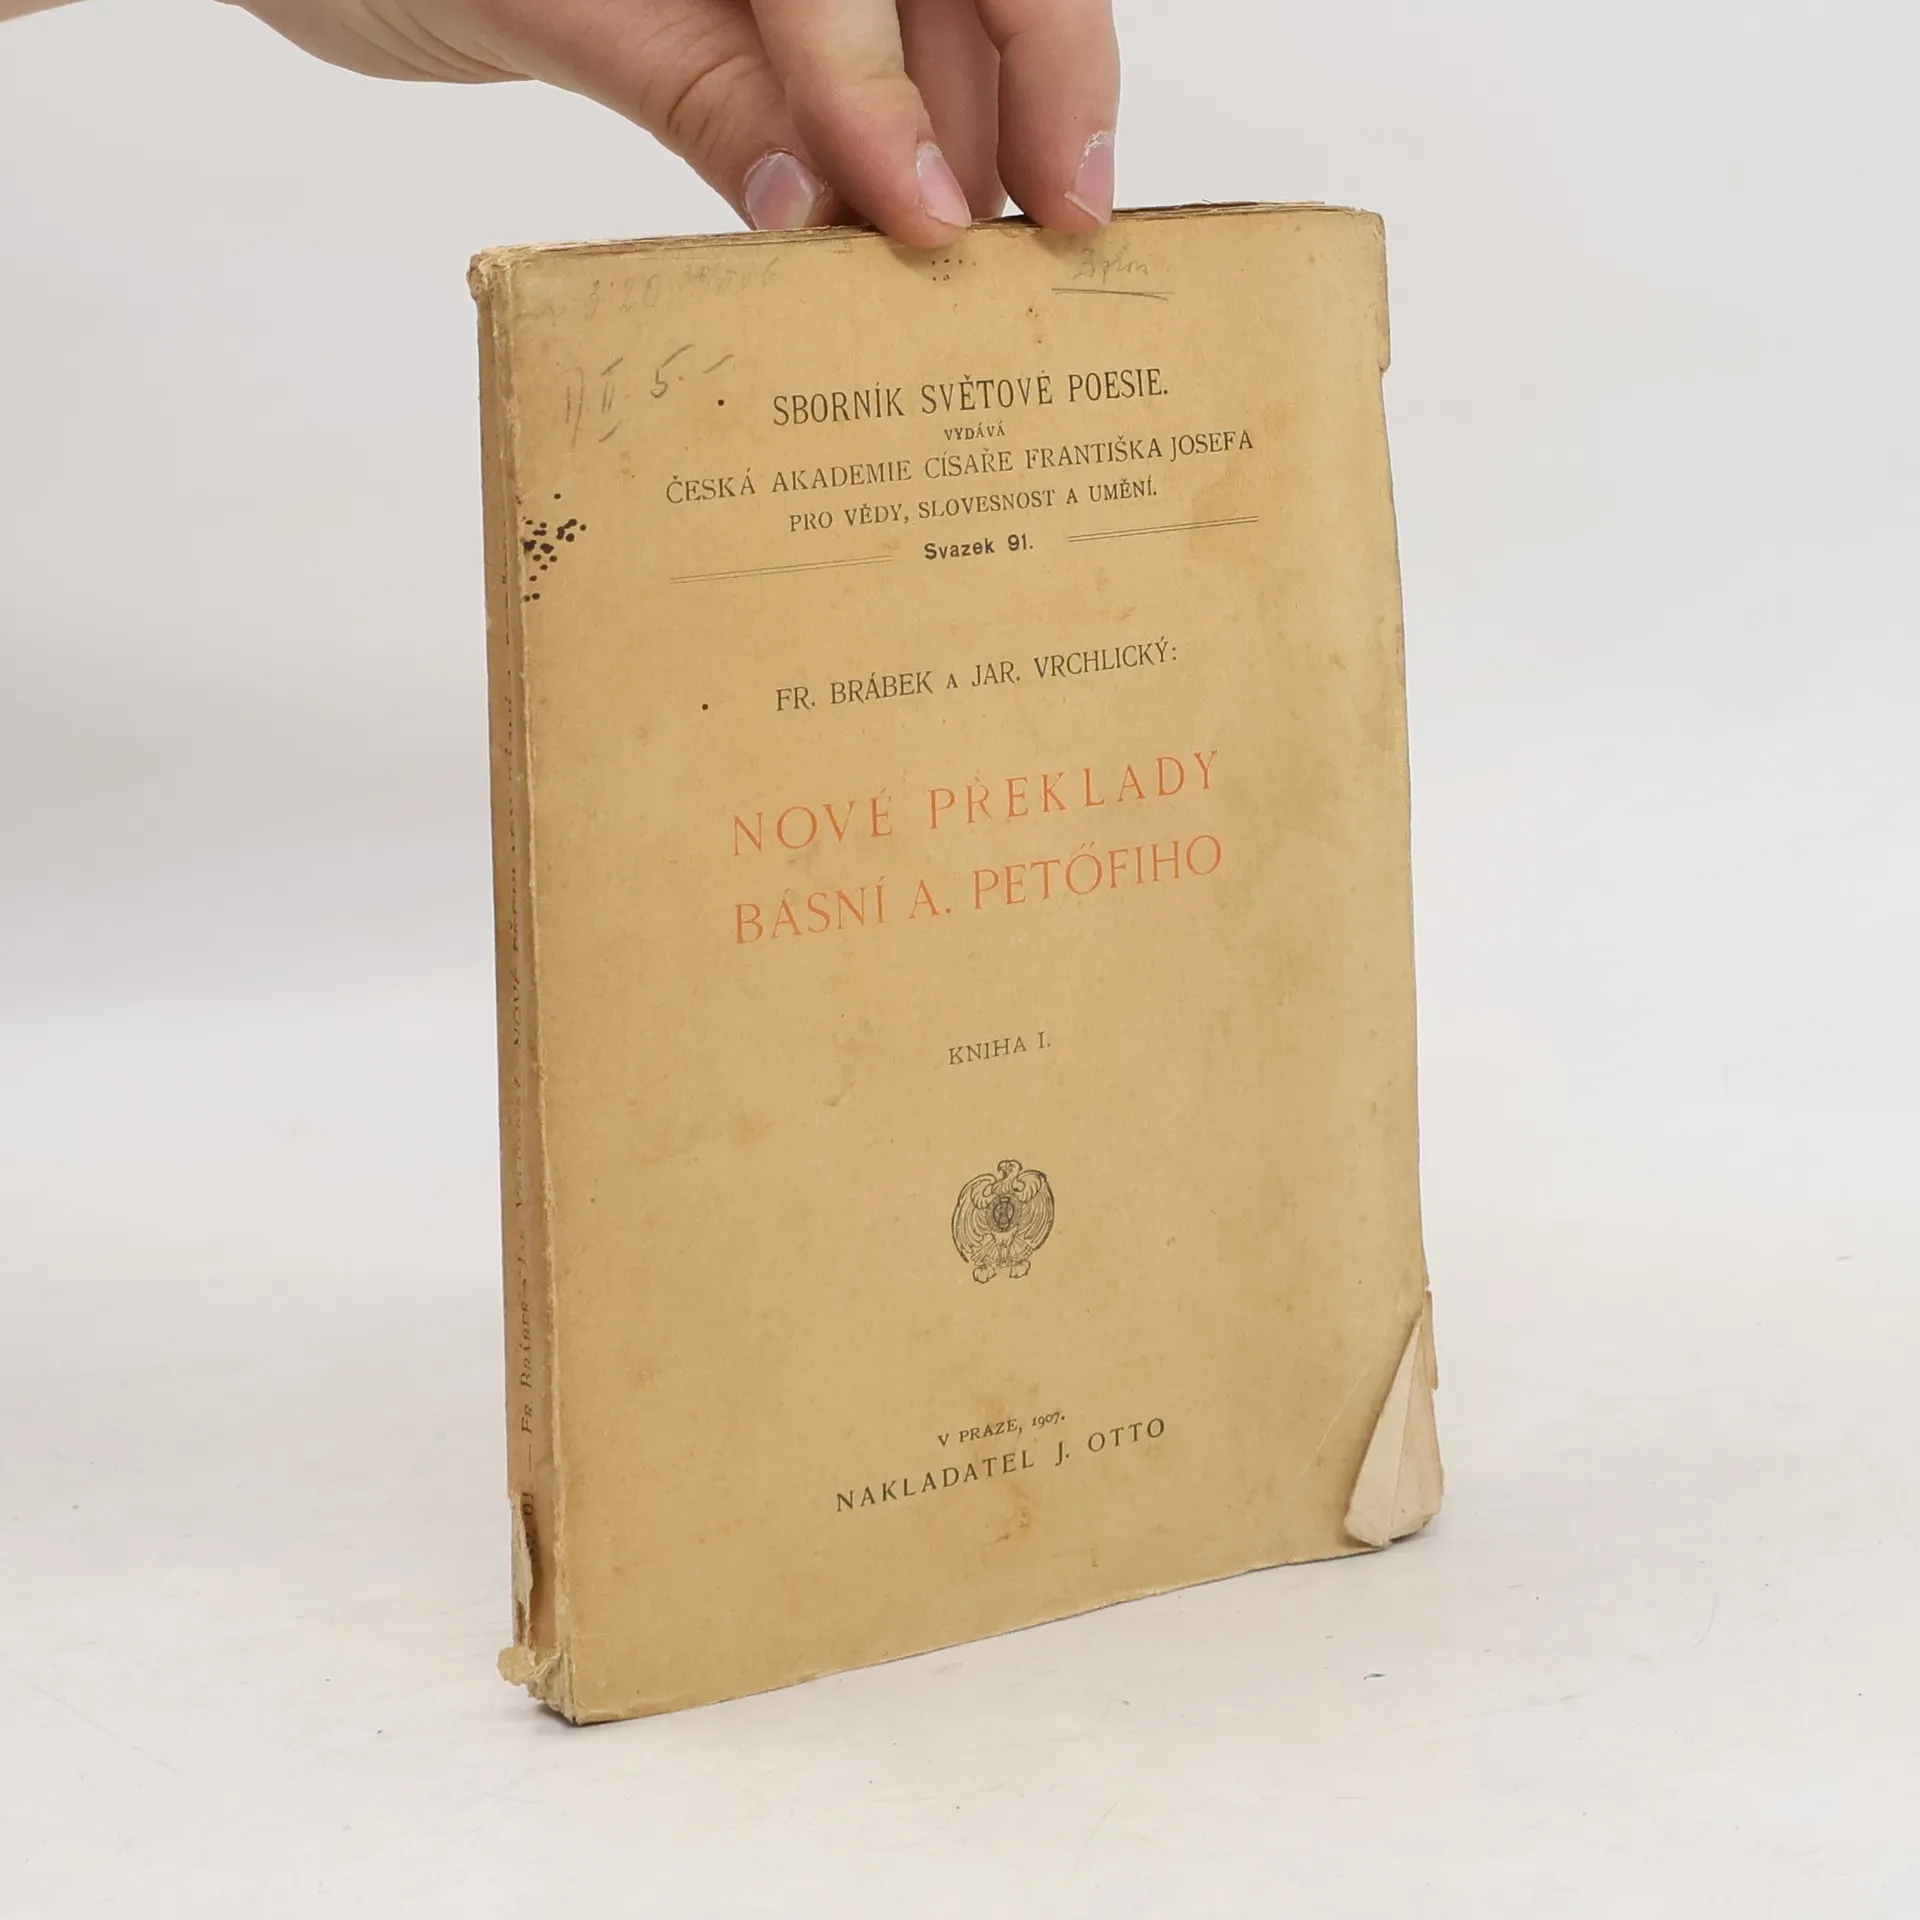 SBORNÍK SVĚTOVÉ POESIE.
VYDÁVÁ
ČESKÁ AKADEMIE CÍSAŘE FRANTIŠKA JOSEFA
PRO VĚDY, SLOVESNOST A UMĚNÍ.
Svazek 91.
FR. BRÁBEK A JAR. VRCHLICKÝ:
NOVÉ PŘEKLADY
BÁSNÍ A. PETŐFIHO
KNIHA I.
V PRAZE, 1907.
NAKLADATEL J. OTTO